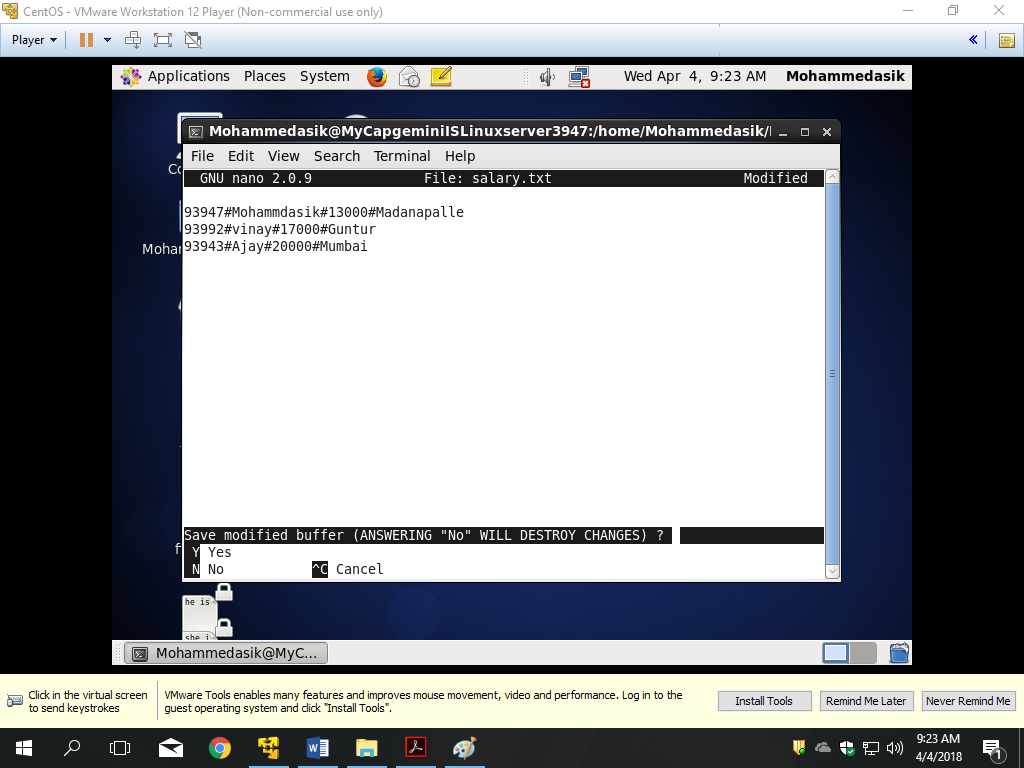 CentOS - VMware Workstation 12 Player (Non-commercial use only)
Player
Applications Places System Wed Apr 4, 9:23 AM Mohammedasik
Mohammedasik@MyCapgeminiISLinuxserver3947:/home/Mohammedasik/
File Edit View Search Terminal Help
GNU nano 2.0.9 File: salary.txt Modified
93947#Mohammdasik#13000#Madanapalle
93992#vinay#17000#Guntur
93943#Ajay#20000#Mumbai
Co
Moha
f
Save modified buffer (ANSWERING "No" WILL DESTROY CHANGES) ?
Y Yes
N No ^C Cancel
he is
she i
Mohammedasik@MyC...
Click in the virtual screen
to send keystrokes
VMware Tools enables many features and improves mouse movement, video and performance. Log in to the
guest operating system and click "Install Tools".
Install Tools Remind Me Later Never Remind Me
9:23 AM
4/4/2018
1